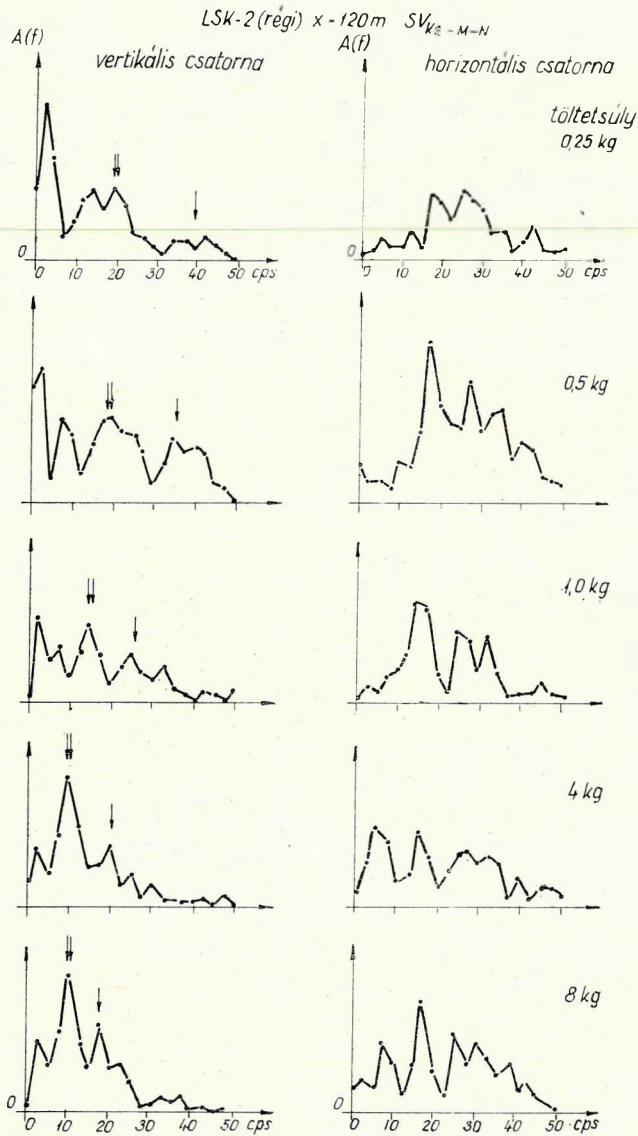 LSK-2 (régi) x - 120 m SV
A(f) A(f)
vertikális csatorna horizontális csatorna
töltetsúly
0,25 kg
0 0
0 10 20 30 40 50 cps 0 10 20 30 40 50 cps
0,5 kg
1,0 kg
4 kg
8 kg
0
0 10 20 30 40 50 cps 0 10 20 30 40 50 cps